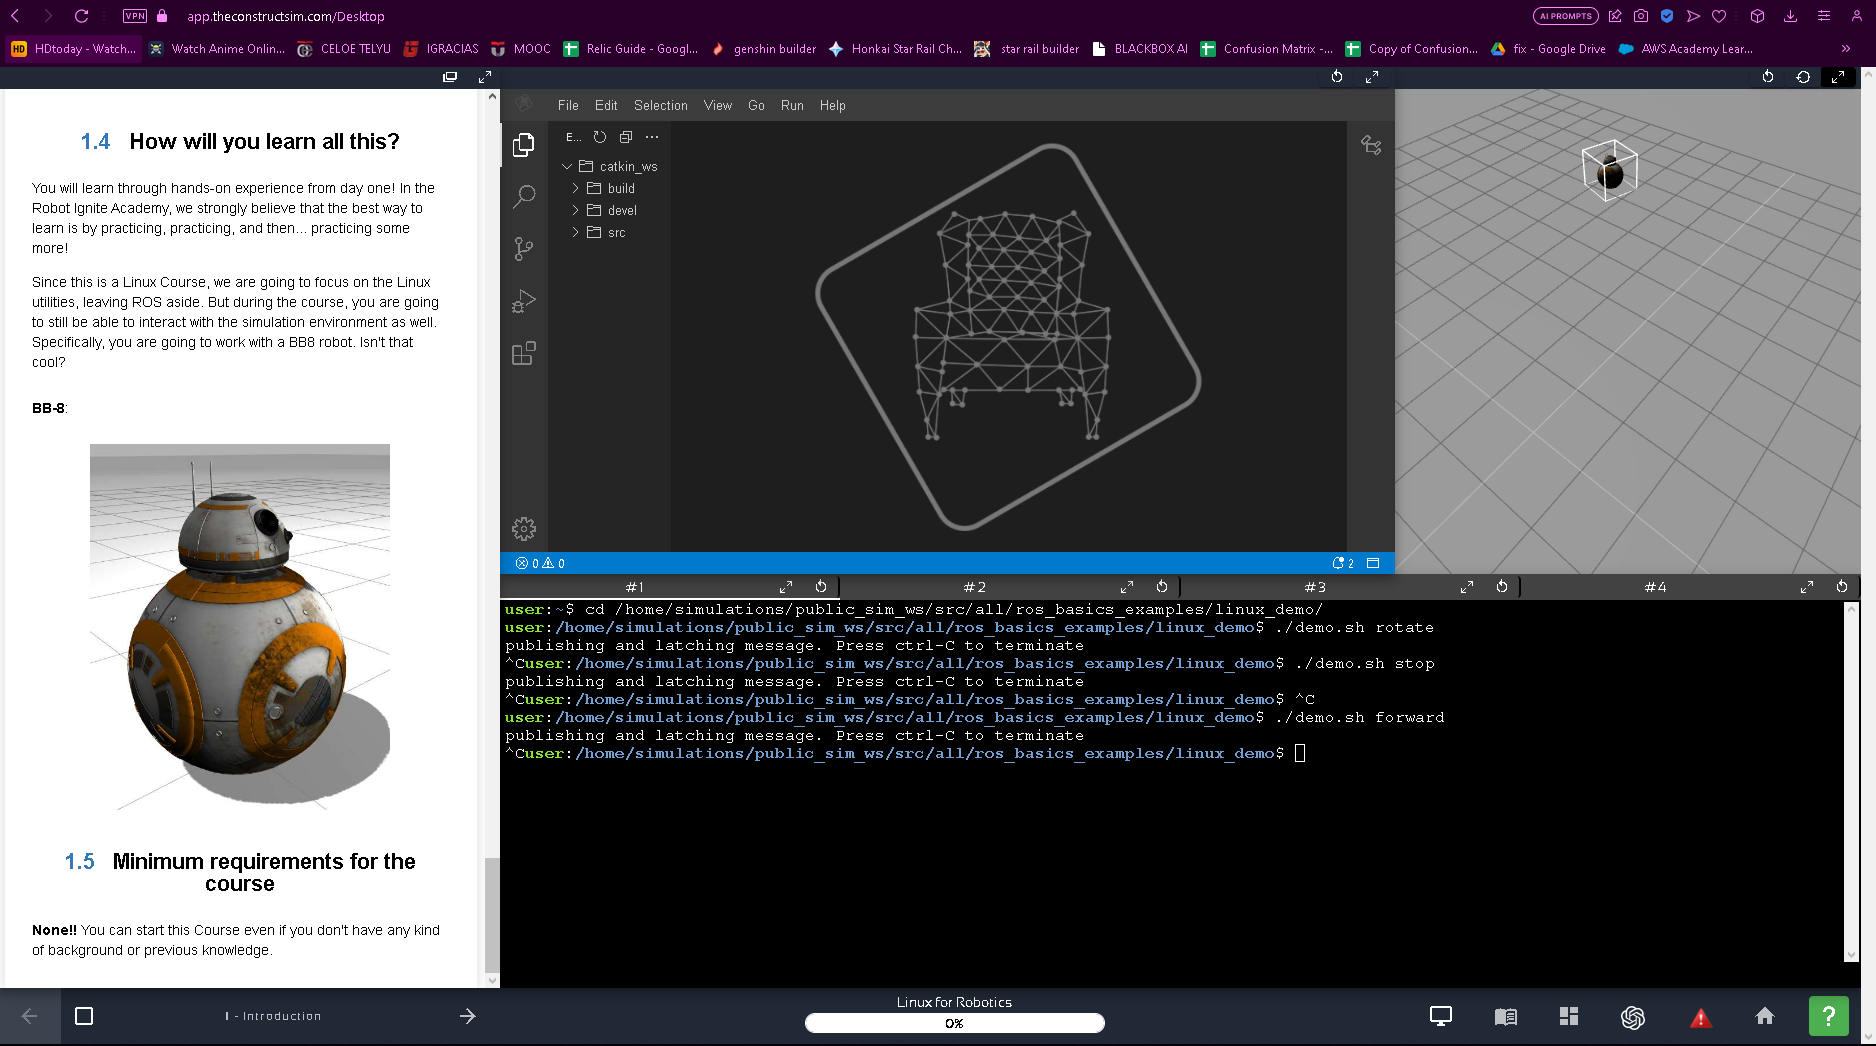 VPN
app.theconstructsim.com/Desktop
AI PROMPTS
HD HDtoday - Watch...
Watch Anime Onlin...
CELOE TELYU
IGRACIAS
MOOC
Relic Guide - Googl...
genshin builder
Honkai Star Rail Ch...
star rail builder
BLACKBOX AI
Confusion Matrix -...
Copy of Confusion...
fix - Google Drive
AWS Academy Lear...
»
1.4 How will you learn all this?
You will learn through hands-on experience from day one! In the
Robot Ignite Academy, we strongly believe that the best way to
learn is by practicing, practicing, and then... practicing some
more!
Since this is a Linux Course, we are going to focus on the Linux
utilities, leaving ROS aside. But during the course, you are going
to still be able to interact with the simulation environment as well.
Specifically, you are going to work with a BB8 robot. Isn't that
cool?
BB-8:
1.5 Minimum requirements for the
course
None!! You can start this Course even if you don't have any kind
of background or previous knowledge.
File Edit Selection View Go Run Help
E... ...
catkin_ws
build
devel
src
0 0
2
#1 #2 #3 #4
user:~$ cd /home/simulations/public_sim_ws/src/all/ros_basics_examples/linux_demo/
user:/home/simulations/public_sim_ws/src/all/ros_basics_examples/linux_demo$ ./demo.sh rotate
publishing and latching message. Press ctrl-C to terminate
^Cuser:/home/simulations/public_sim_ws/src/all/ros_basics_examples/linux_demo$ ./demo.sh stop
publishing and latching message. Press ctrl-C to terminate
^Cuser:/home/simulations/public_sim_ws/src/all/ros_basics_examples/linux_demo$ ^C
user:/home/simulations/public_sim_ws/src/all/ros_basics_examples/linux_demo$ ./demo.sh forward
publishing and latching message. Press ctrl-C to terminate
^Cuser:/home/simulations/public_sim_ws/src/all/ros_basics_examples/linux_demo$
I - Introduction
Linux for Robotics
0%
?